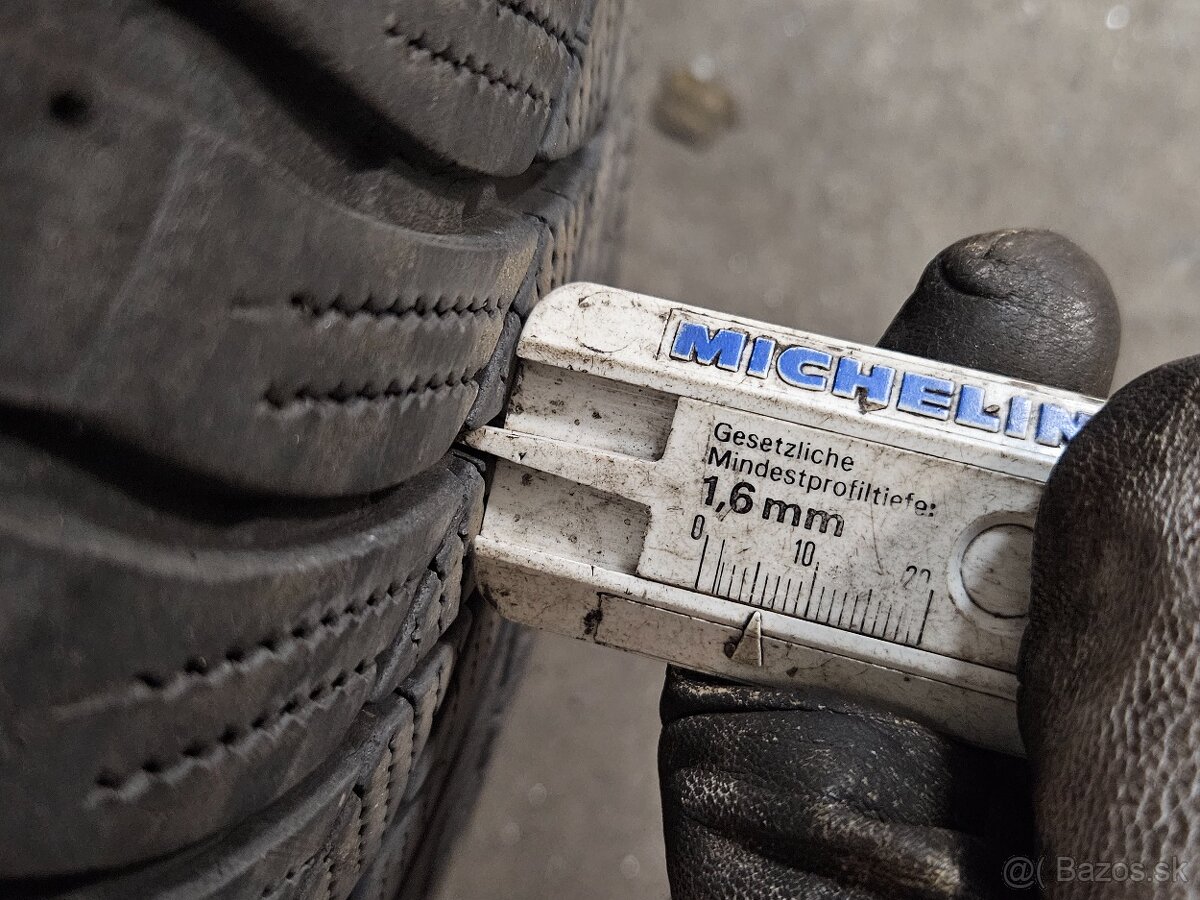 MICHELIN
Gesetzliche
Mindestprofiltiefe:
1,6 mm
0 10 20
@( Bazos.sk